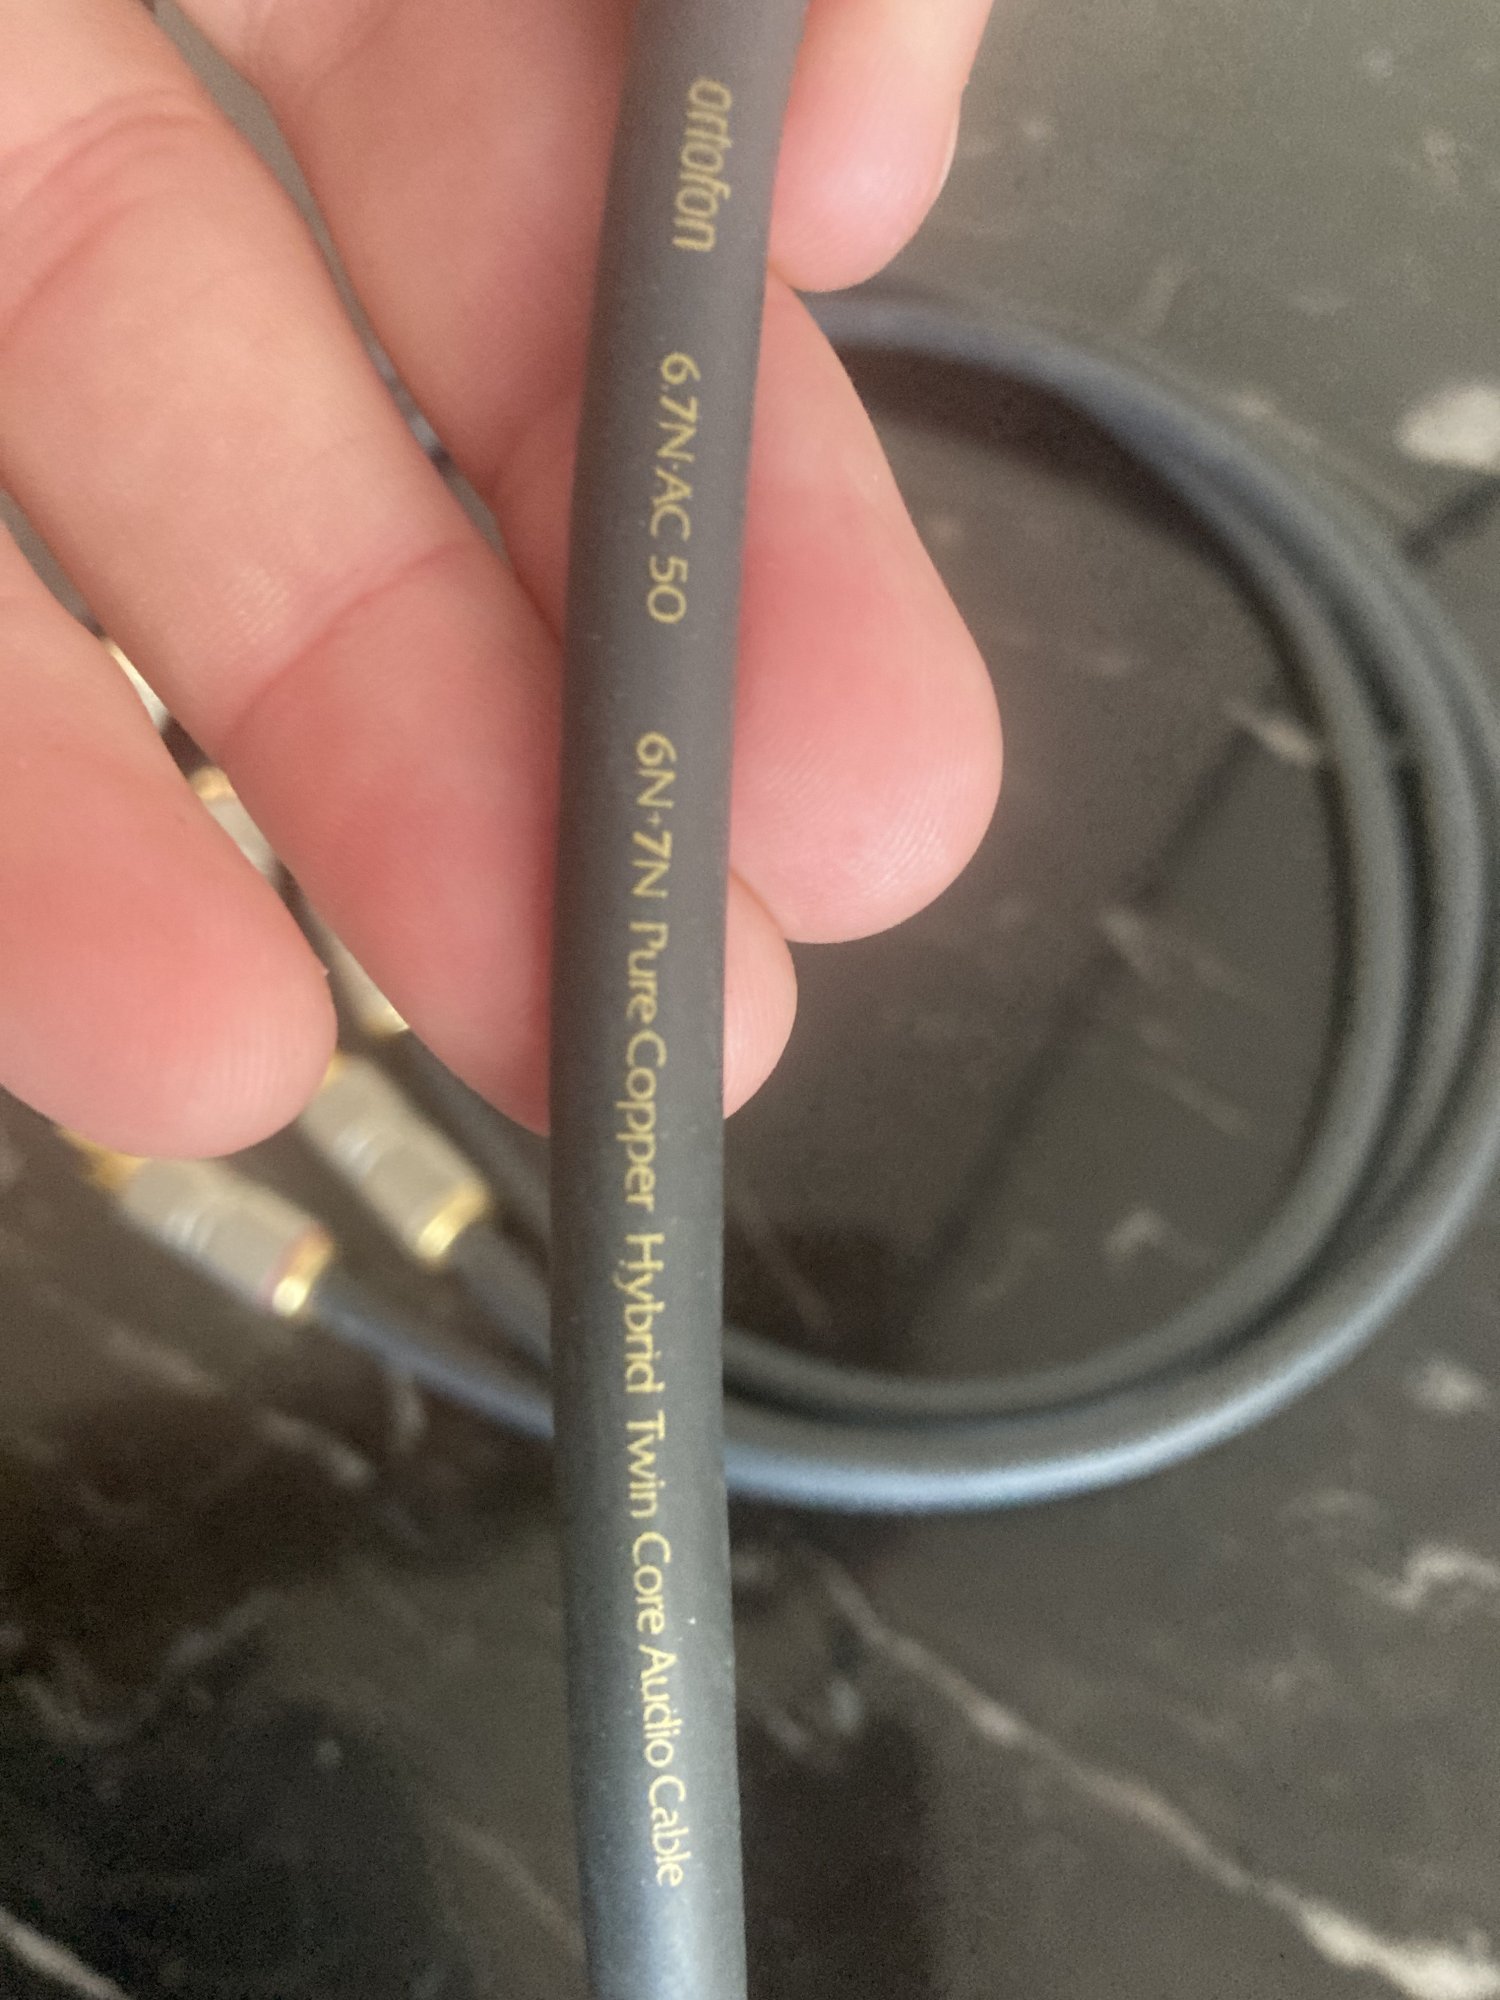 ortofon 6.7N·AC 50 6N+7N Pure Copper Hybrid Twin Core Audio Cable